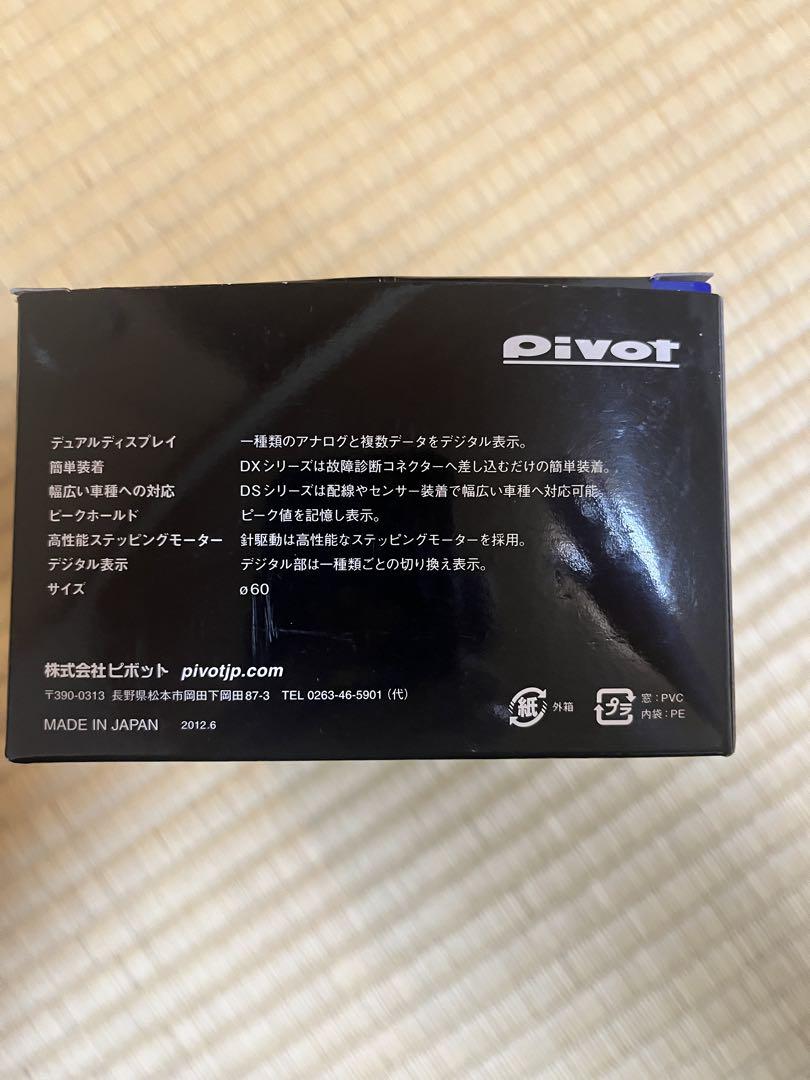 Pivot
デュアルディスプレイ 一種類のアナログと複数データをデジタル表示。
簡単装着 DXシリーズは故障診断コネクターへ差し込むだけの簡単装着。
幅広い車種への対応 DSシリーズは配線やセンサー装着で幅広い車種へ対応可能。
ピークホールド ピーク値を記憶し表示。
高性能ステッピングモーター 針駆動は高性能なステッピングモーターを採用。
デジタル表示 デジタル部は一種類ごとの切り換え表示。
サイズ ø60
株式会社ピボット pivotjp.com
〒390-0313 長野県松本市岡田下岡田87-3 TEL 0263-46-5901（代）
MADE IN JAPAN 2012.6
紙 外箱
プラ 窓：PVC
内袋：PE